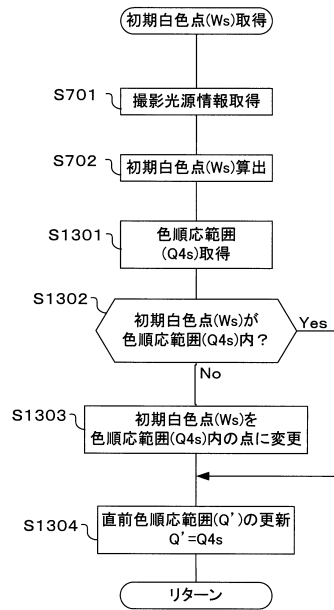 初期白色点(Ws)取得
S701
撮影光源情報取得
S702
初期白色点(Ws)算出
S1301
色順応範囲
(Q4s)取得
S1302
初期白色点(Ws)が
色順応範囲(Q4s)内?
Yes
No
S1303
初期白色点(Ws)を
色順応範囲(Q4s)内の点に変更
S1304
直前色順応範囲(Q')の更新
Q'=Q4s
リターン